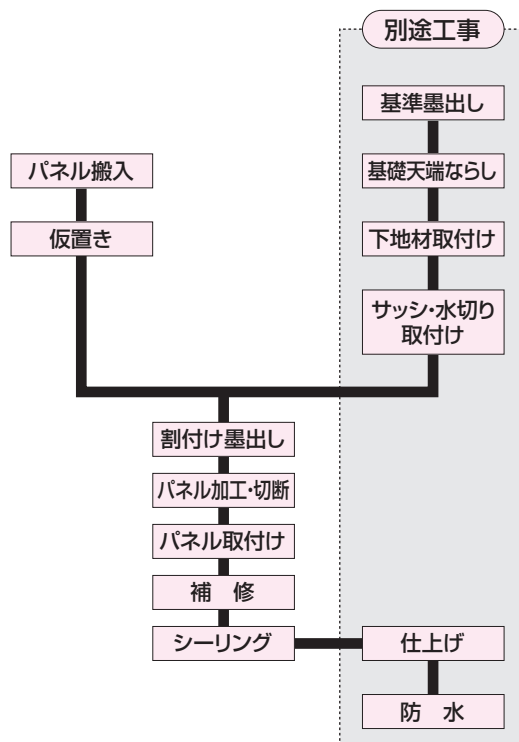 別途工事
基準墨出し
パネル搬入
基礎天端ならし
仮置き
下地材取付け
サッシ・水切り
取付け
割付け墨出し
パネル加工・切断
パネル取付け
補　修
シーリング
仕上げ
防　水